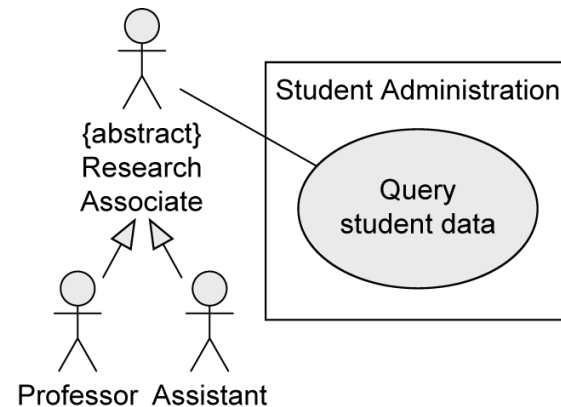 Student Administration
{abstract}
Research
Associate
Query
student data
Professor Assistant